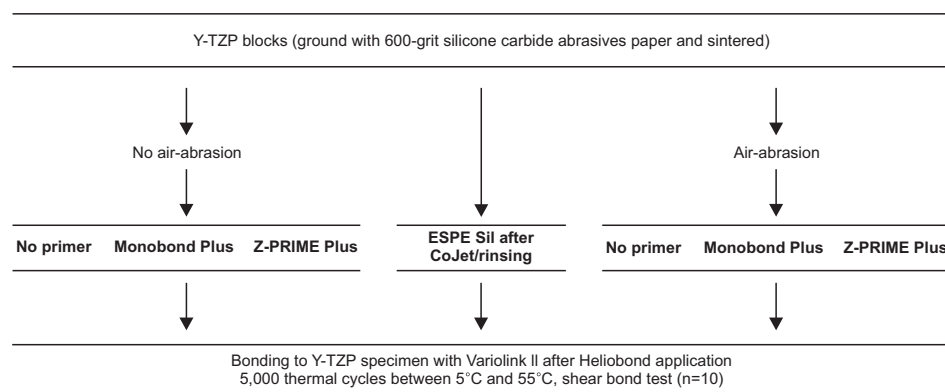 Y-TZP blocks (ground with 600-grit silicone carbide abrasives paper and sintered)
No air-abrasion
Air-abrasion
No primer Monobond Plus Z-PRIME Plus
ESPE Sil after
CoJet/rinsing
No primer Monobond Plus Z-PRIME Plus
Bonding to Y-TZP specimen with Variolink II after Heliobond application
5,000 thermal cycles between 5°C and 55°C, shear bond test (n=10)